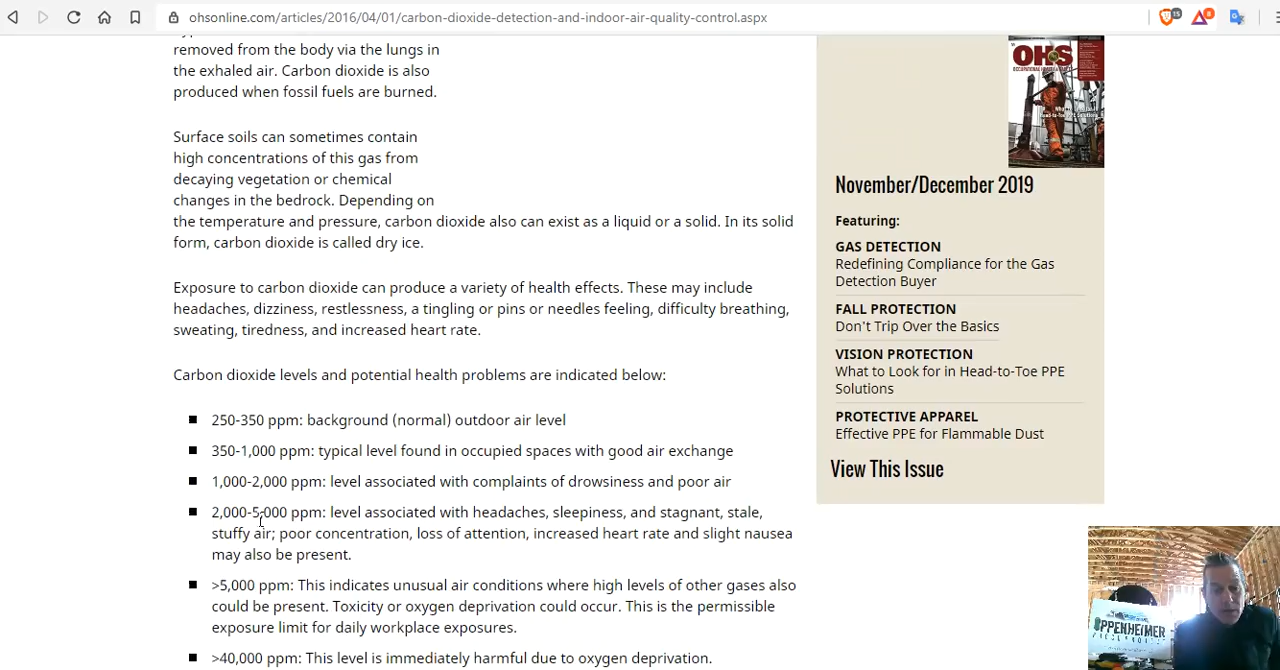 ohsonline.com/articles/2016/04/01/carbon-dioxide-detection-and-indoor-air-quality-control.aspx
15
8
removed from the body via the lungs in
the exhaled air. Carbon dioxide is also
produced when fossil fuels are burned.
Surface soils can sometimes contain
high concentrations of this gas from
decaying vegetation or chemical
changes in the bedrock. Depending on
the temperature and pressure, carbon dioxide also can exist as a liquid or a solid. In its solid
form, carbon dioxide is called dry ice.
Exposure to carbon dioxide can produce a variety of health effects. These may include
headaches, dizziness, restlessness, a tingling or pins or needles feeling, difficulty breathing,
sweating, tiredness, and increased heart rate.
Carbon dioxide levels and potential health problems are indicated below:
250-350 ppm: background (normal) outdoor air level
350-1,000 ppm: typical level found in occupied spaces with good air exchange
1,000-2,000 ppm: level associated with complaints of drowsiness and poor air
2,000-5,000 ppm: level associated with headaches, sleepiness, and stagnant, stale,
stuffy air; poor concentration, loss of attention, increased heart rate and slight nausea
may also be present.
>5,000 ppm: This indicates unusual air conditions where high levels of other gases also
could be present. Toxicity or oxygen deprivation could occur. This is the permissible
exposure limit for daily workplace exposures.
>40,000 ppm: This level is immediately harmful due to oxygen deprivation.
OHS
November/December 2019
Featuring:
GAS DETECTION
Redefining Compliance for the Gas
Detection Buyer
FALL PROTECTION
Don't Trip Over the Basics
VISION PROTECTION
What to Look for in Head-to-Toe PPE
Solutions
PROTECTIVE APPAREL
Effective PPE for Flammable Dust
View This Issue
OPPENHEIMER